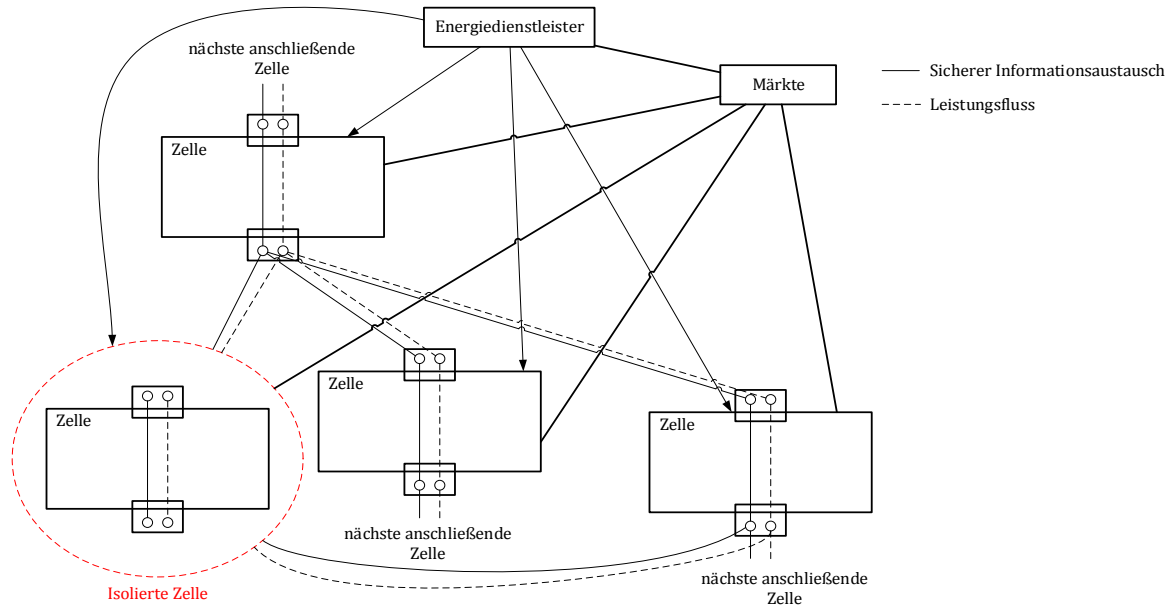 Energiedienstleister
nächste anschließende
Zelle
Märkte
Sicherer Informationsaustausch
Leistungsfluss
Zelle
Zelle
Zelle
Zelle
nächste anschließende
Zelle
nächste anschließende
Zelle
Isolierte Zelle